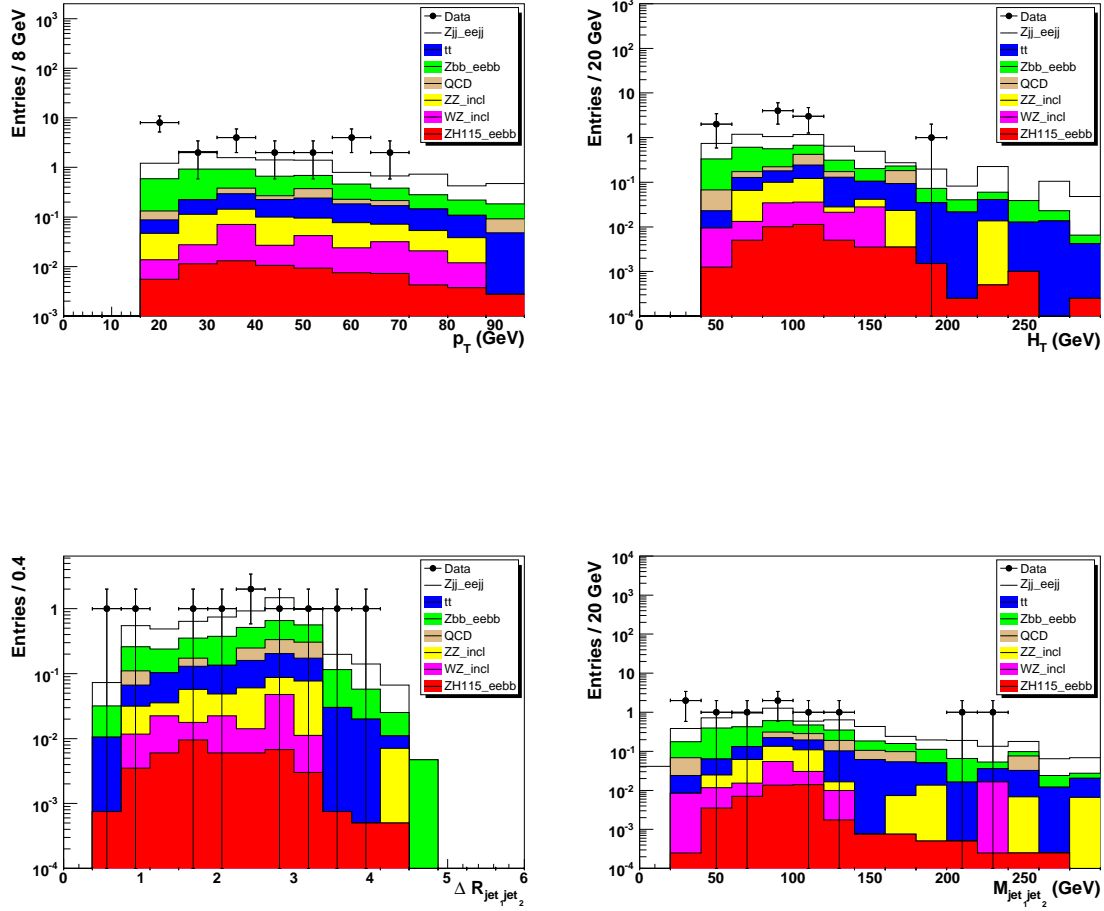 Entries / 8 GeV
10³
10²
10
1
10⁻¹
10⁻²
10⁻³
0 10 20 30 40 50 60 70 80 90
p_T (GeV)
Data
Zjj_eejj
tt
Zbb_eebb
QCD
ZZ_incl
WZ_incl
ZH115_eebb
Entries / 20 GeV
10³
10²
10
1
10⁻¹
10⁻²
10⁻³
10⁻⁴
0 50 100 150 200 250
H_T (GeV)
Data
Zjj_eejj
tt
Zbb_eebb
QCD
ZZ_incl
WZ_incl
ZH115_eebb
Entries / 0.4
1
10⁻¹
10⁻²
10⁻³
10⁻⁴
0 1 2 3 4 5 6
Δ R_jet₁jet₂
Data
Zjj_eejj
tt
Zbb_eebb
QCD
ZZ_incl
WZ_incl
ZH115_eebb
Entries / 20 GeV
10⁴
10³
10²
10
1
10⁻¹
10⁻²
10⁻³
10⁻⁴
0 50 100 150 200 250
M_jet₁jet₂ (GeV)
Data
Zjj_eejj
tt
Zbb_eebb
QCD
ZZ_incl
WZ_incl
ZH115_eebb